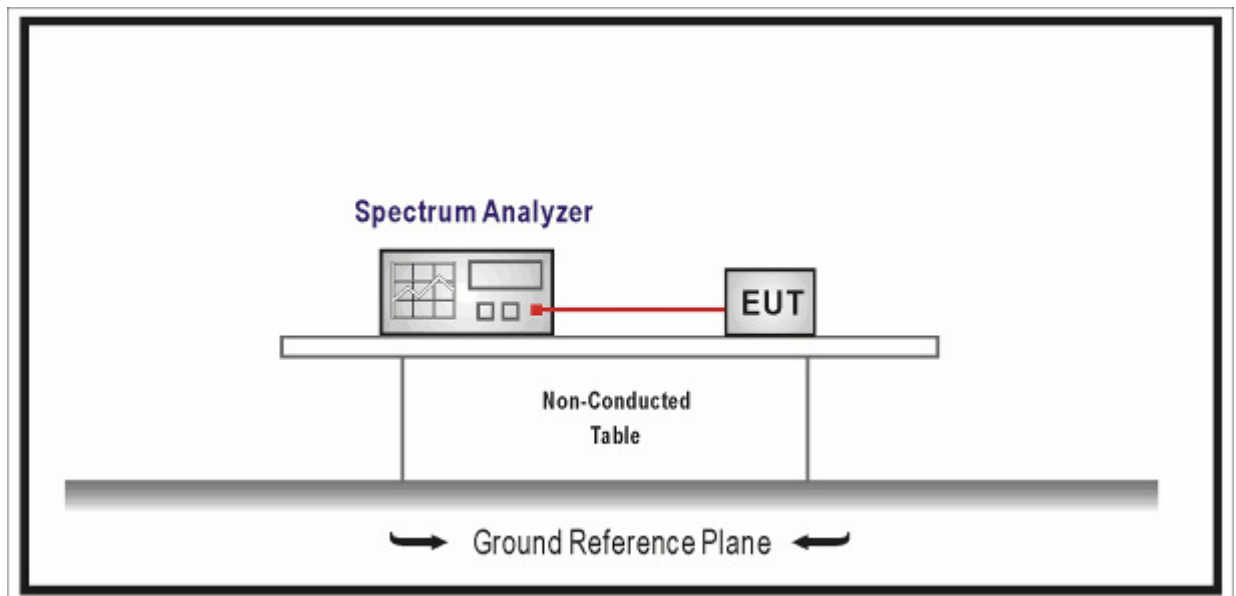 Spectrum Analyzer
EUT
Non-Conducted
Table
Ground Reference Plane